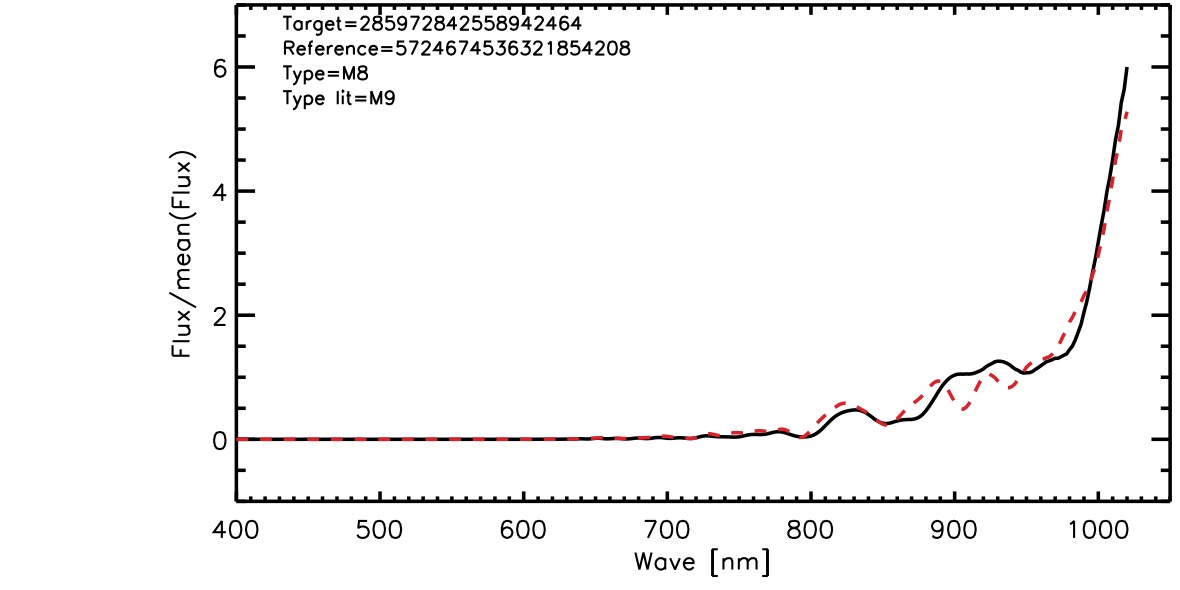 Target=285972842558942464
Reference=5724674536321854208
Type=M8
Type lit=M9
Flux/mean(Flux)
6
4
2
0
400 500 600 700 800 900 1000
Wave [nm]